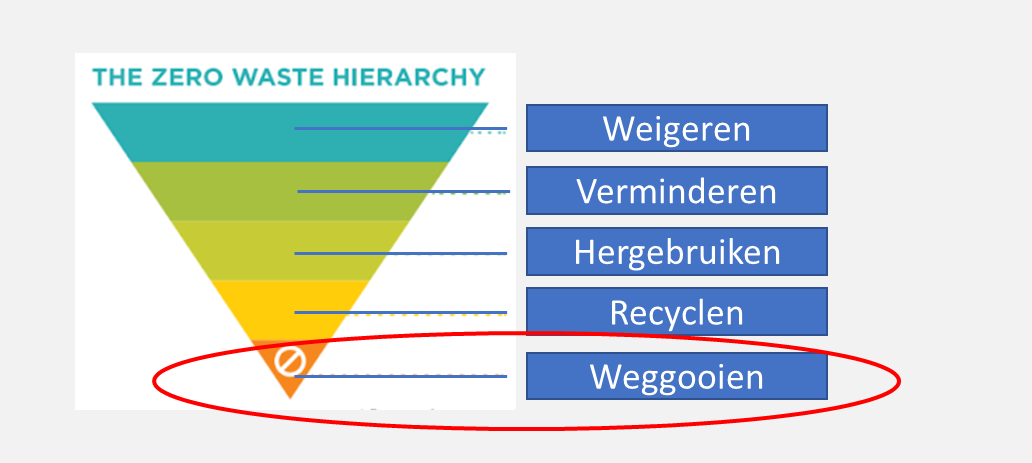 THE ZERO WASTE HIERARCHY
Weigeren
Verminderen
Hergebruiken
Recyclen
Weggooien